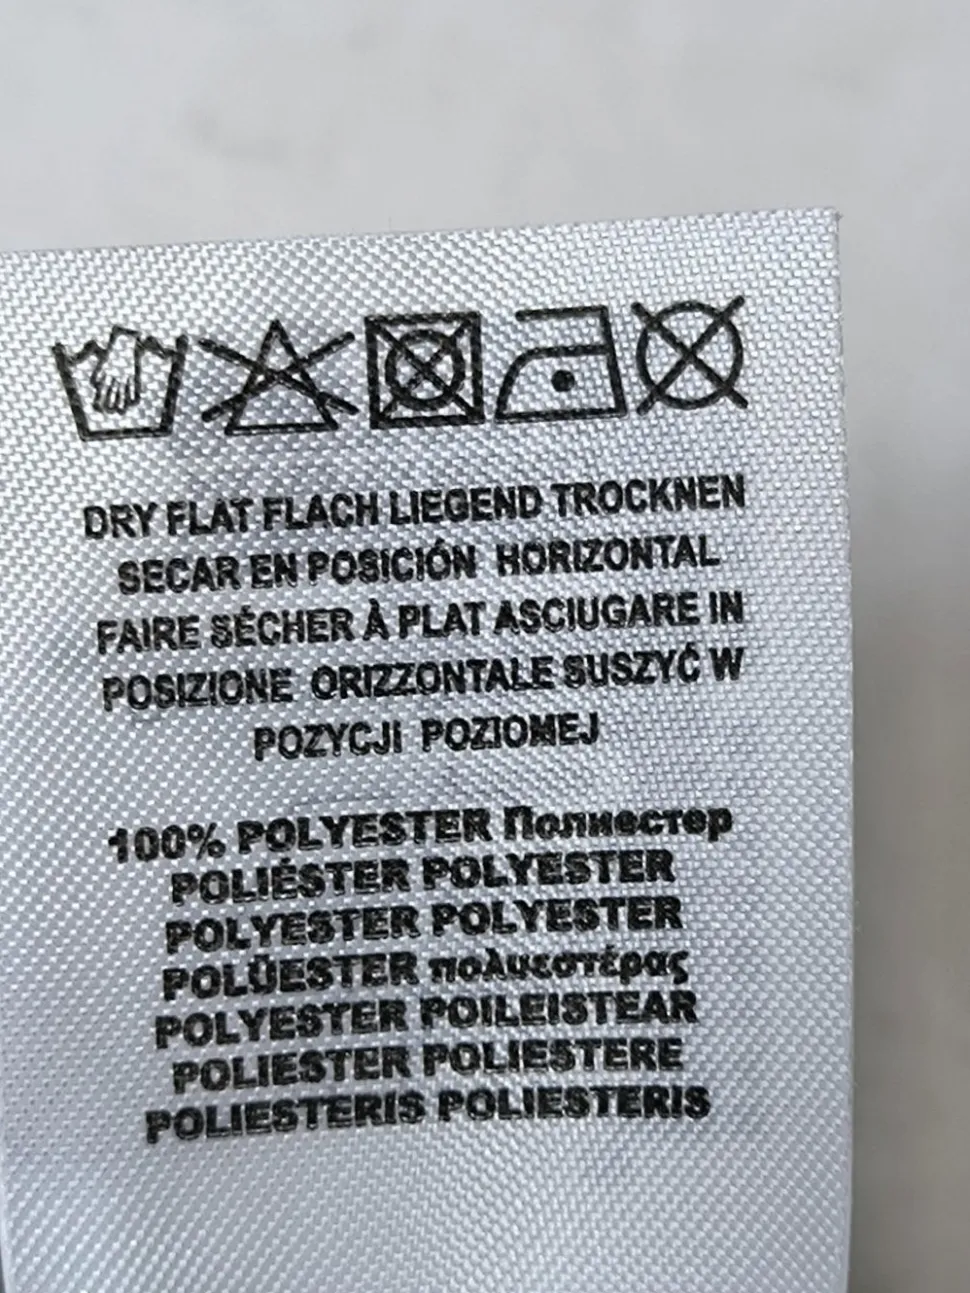 DRY FLAT FLACH LIEGEND TROCKNEN
SECAR EN POSICIÓN HORIZONTAL
FAIRE SÉCHER À PLAT ASCIUGARE IN
POSIZIONE ORIZZONTALE SUSZYĆ W
POZYCJI POZIOMEJ
100% POLYESTER Полиестер
POLIÉSTER POLYESTER
POLYESTER POLYESTER
POLÜESTER πολυεστέρας
POLYESTER POILEISTEAR
POLIESTER POLIESTERE
POLIESTERIS POLIESTERIS